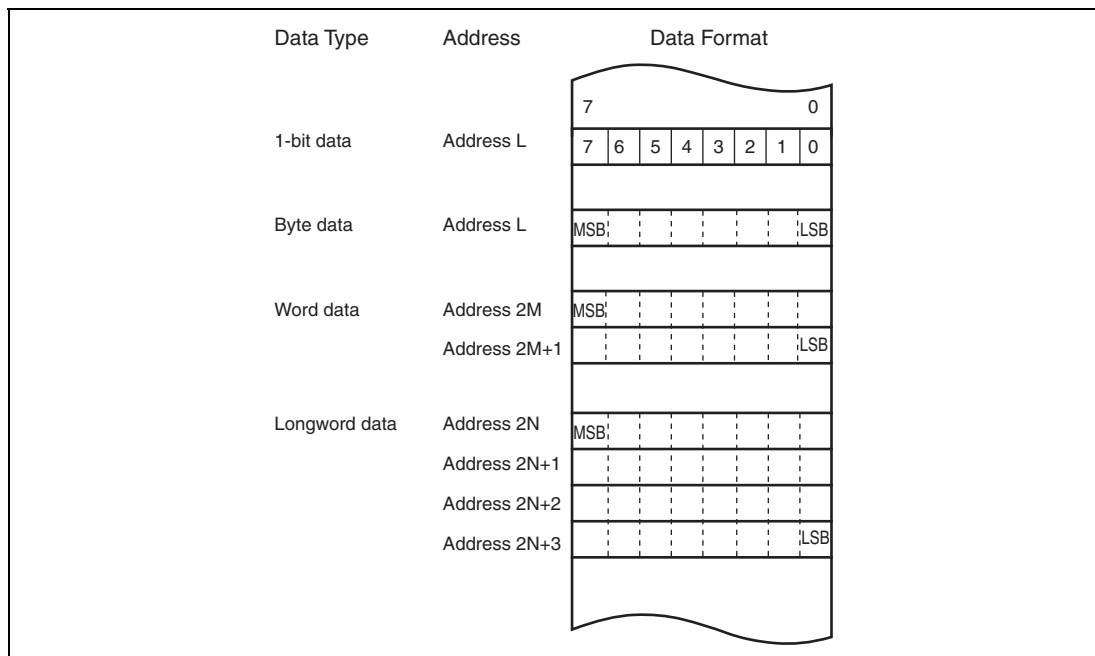 Data Type Address Data Format
7 0
1-bit data Address L 7 6 5 4 3 2 1 0
Byte data Address L MSB LSB
Word data Address 2M MSB
Address 2M+1 LSB
Longword data Address 2N MSB
Address 2N+1
Address 2N+2
Address 2N+3 LSB